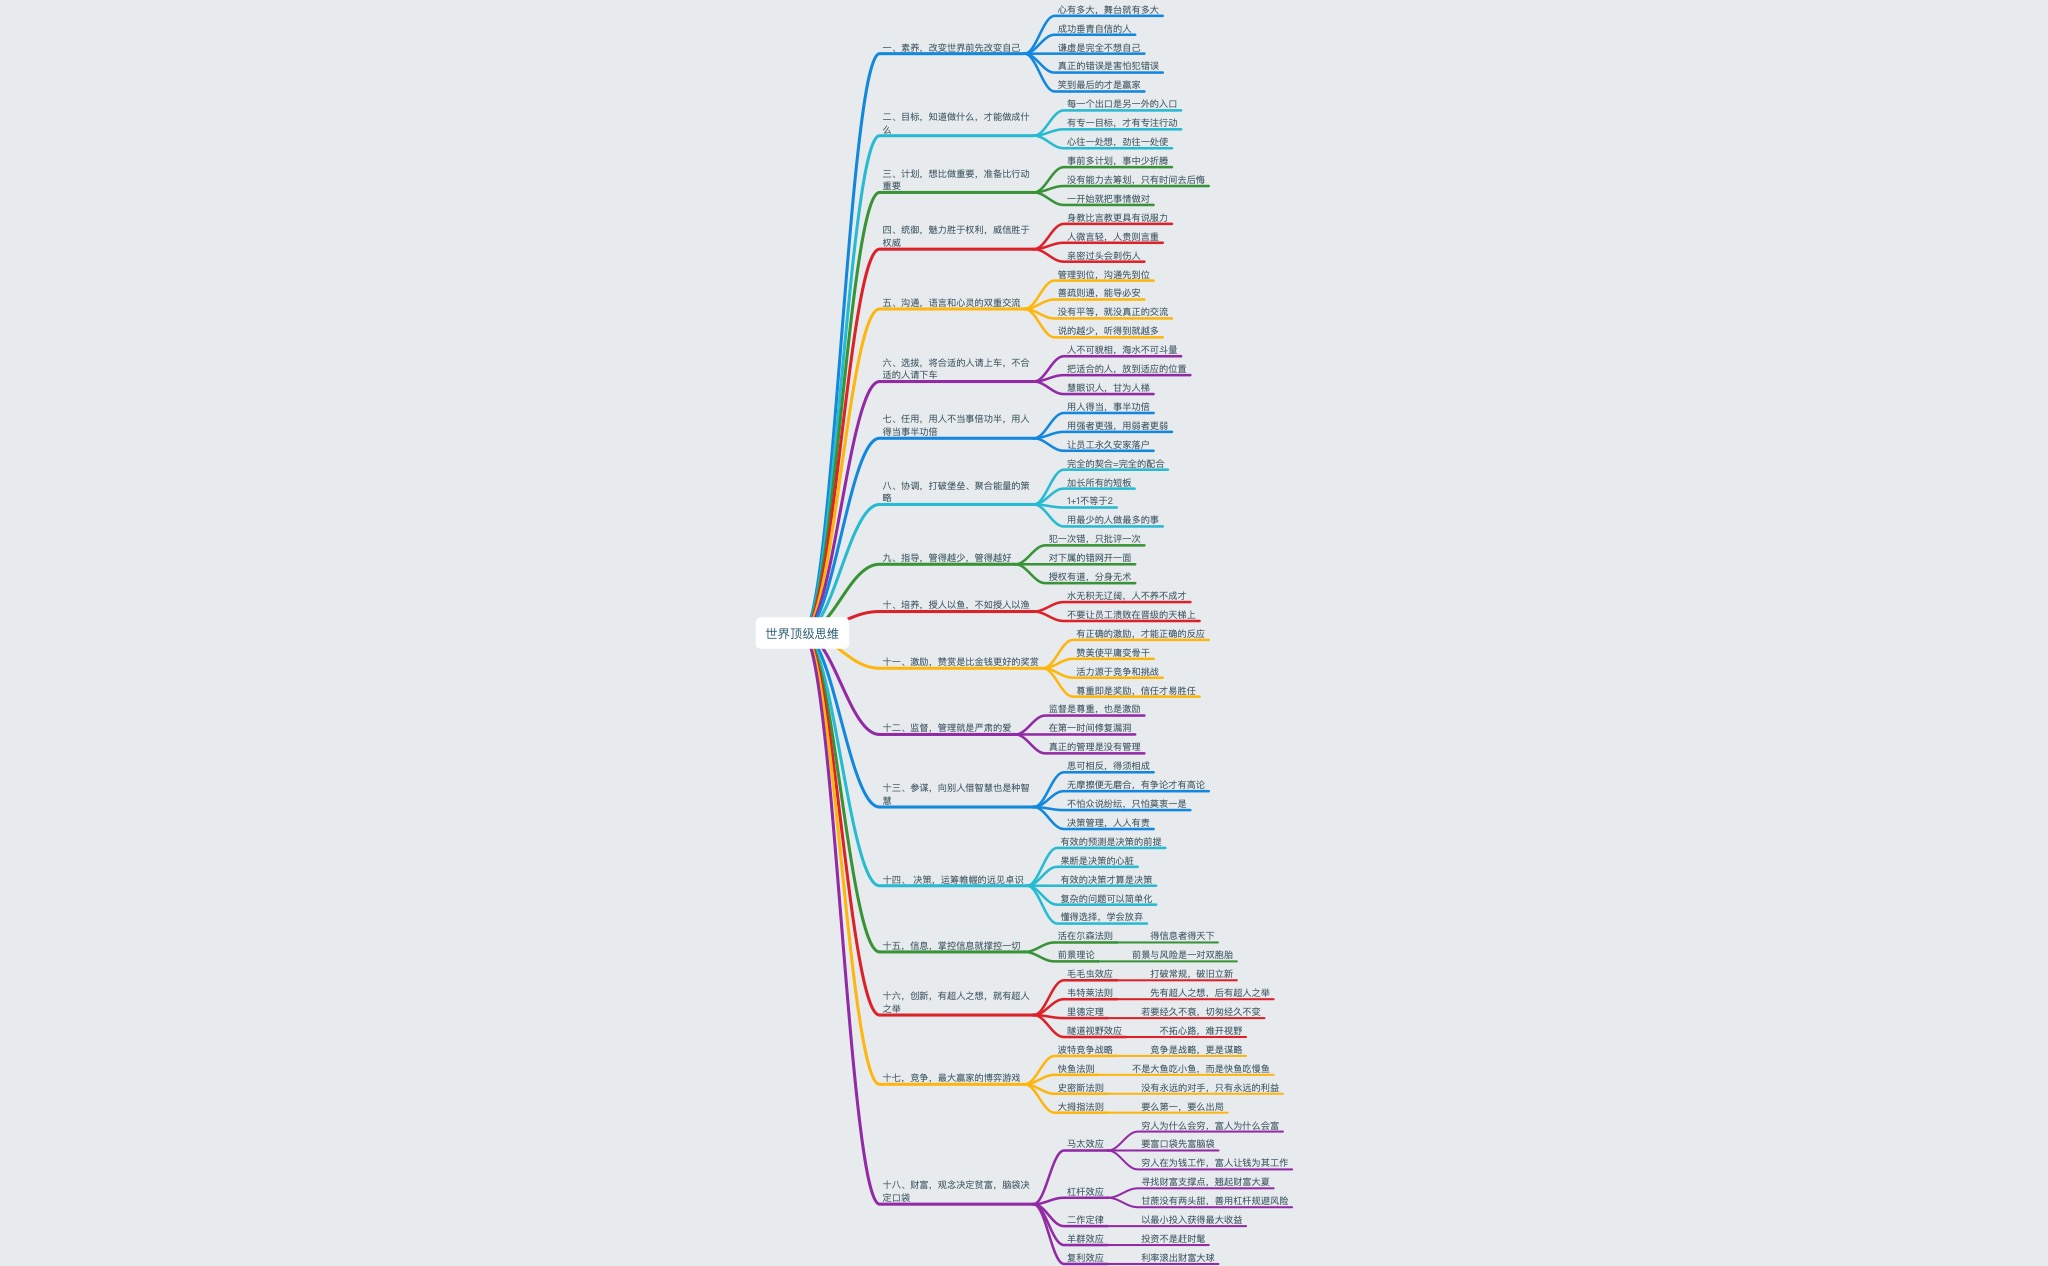 世界顶级思维
一、素养，改变世界前先改变自己
心有多大，舞台就有多大
成功垂青自信的人
谦虚是完全不想自己
真正的错误是害怕犯错误
笑到最后的才是赢家
二、目标，知道做什么，才能做成什
么
每一个出口是另一外的入口
有专一目标，才有专注行动
心往一处想，劲往一处使
三、计划，想比做重要，准备比行动
重要
事前多计划，事中少折腾
没有能力去筹划，只有时间去后悔
一开始就把事情做对
四、统御，魅力胜于权利，威信胜于
权威
身教比言教更具有说服力
人微言轻，人贵则言重
亲密过头会刺伤人
五、沟通，语言和心灵的双重交流
管理到位，沟通先到位
善疏则通，能导必安
没有平等，就没真正的交流
说的越少，听得到就越多
六、选拔，将合适的人请上车，不合
适的人请下车
人不可貌相，海水不可斗量
把适合的人，放到适应的位置
慧眼识人，甘为人梯
七、任用，用人不当事倍功半，用人
得当事半功倍
用人得当，事半功倍
用强者更强，用弱者更弱
让员工永久安家落户
八、协调，打破堡垒、聚合能量的策
略
完全的契合=完全的配合
加长所有的短板
1+1不等于2
用最少的人做最多的事
九、指导，管得越少，管得越好
犯一次错，只批评一次
对下属的错网开一面
授权有道，分身无术
十、培养，授人以鱼，不如授人以渔
水无积无辽阔，人不养不成才
不要让员工溃败在晋级的天梯上
十一、激励，赞赏是比金钱更好的奖赏
有正确的激励，才能正确的反应
赞美使平庸变骨干
活力源于竞争和挑战
尊重即是奖励，信任才易胜任
十二、监督，管理就是严肃的爱
监督是尊重，也是激励
在第一时间修复漏洞
真正的管理是没有管理
十三、参谋，向别人借智慧也是种智
慧
思可相反，得须相成
无摩擦便无磨合，有争论才有高论
不怕众说纷纭，只怕莫衷一是
决策管理，人人有责
十四、 决策，运筹帷幄的远见卓识
有效的预测是决策的前提
果断是决策的心脏
有效的决策才算是决策
复杂的问题可以简单化
懂得选择，学会放弃
十五，信息，掌控信息就撑控一切
活在尔森法则
得信息者得天下
前景理论
前景与风险是一对双胞胎
十六，创新，有超人之想，就有超人
之举
毛毛虫效应
打破常规，破旧立新
韦特莱法则
先有超人之想，后有超人之举
里德定理
若要经久不衰，切匆经久不变
隧道视野效应
不拓心路，难开视野
十七，竞争，最大赢家的博弈游戏
波特竞争战略
竞争是战略，更是谋略
快鱼法则
不是大鱼吃小鱼，而是快鱼吃慢鱼
史密斯法则
没有永远的对手，只有永远的利益
大拇指法则
要么第一，要么出局
十八、财富，观念决定贫富，脑袋决
定口袋
马太效应
穷人为什么会穷，富人为什么会富
要富口袋先富脑袋
穷人在为钱工作，富人让钱为其工作
杠杆效应
寻找财富支撑点，翘起财富大夏
甘蔗没有两头甜，善用杠杆规避风险
二作定律
以最小投入获得最大收益
羊群效应
投资不是赶时髦
复利效应
利率滚出财富大球